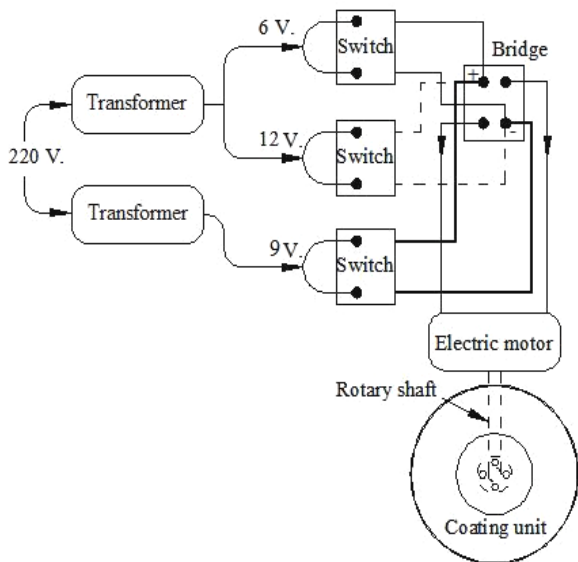 6 V.
Switch
Bridge
+
Transformer
220 V.
12 V.
Switch
-
Transformer
9 V.
Switch
Electric motor
Rotary shaft
Coating unit